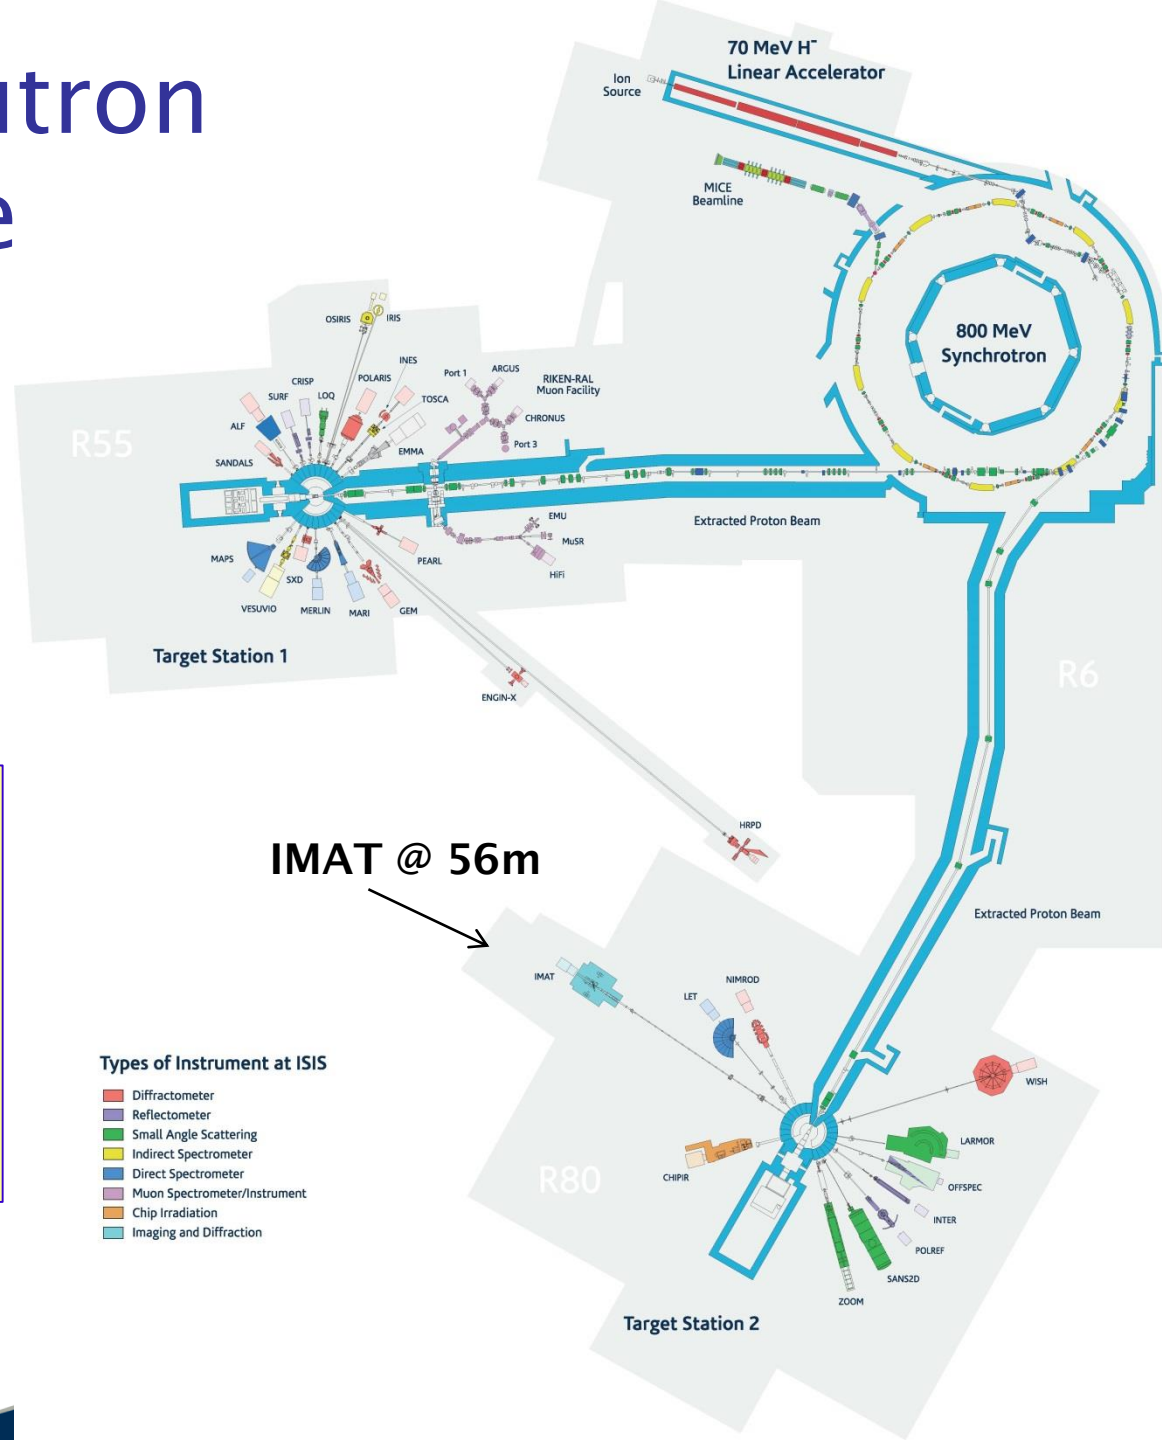 utron
e
70 MeV H⁻
Linear Accelerator
Ion
Source
MICE
Beamline
800 MeV
Synchrotron
OSIRIS
IRIS
INES
POLARIS
CRISP
SURF
LOQ
TOSCA
ALF
EMMA
SANDALS
Port 1
ARGUS
RIKEN-RAL
Muon Facility
CHRONUS
Port 3
R55
Extracted Proton Beam
EMU
MuSR
HiFi
PEARL
MAPS
SXD
VESUVIO
MERLIN
MARI
GEM
Target Station 1
ENGIN-X
R6
HRPD
IMAT @ 56m
Extracted Proton Beam
IMAT
LET
NIMROD
WISH
LARMOR
OFFSPEC
INTER
POLREF
SANS2D
ZOOM
CHIPIR
R80
Target Station 2
Types of Instrument at ISIS
Diffractometer
Reflectometer
Small Angle Scattering
Indirect Spectrometer
Direct Spectrometer
Muon Spectrometer/Instrument
Chip Irradiation
Imaging and Diffraction